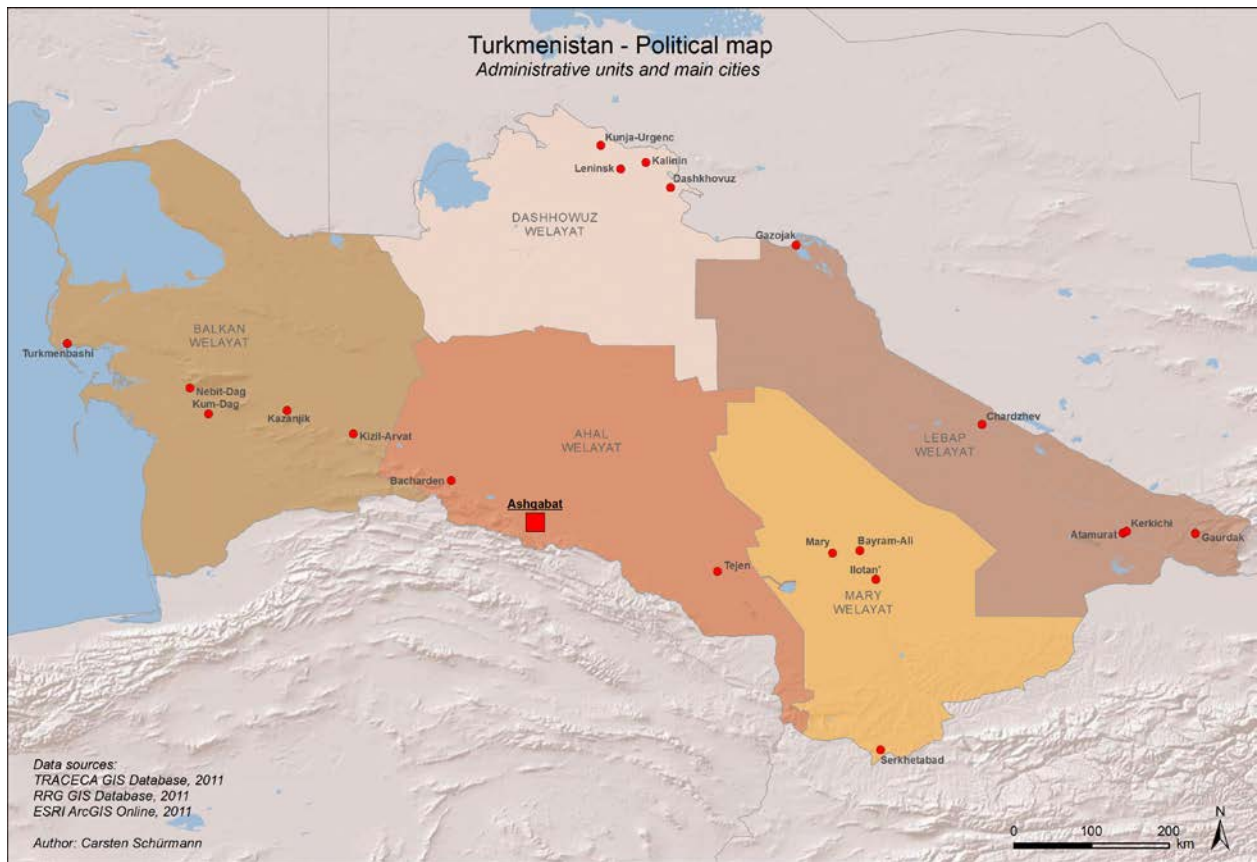 Turkmenistan - Political map
Administrative units and main cities
Kunja-Urgenc
Kalinin
Leninsk
Dashkhovuz
DASHHOWUZ
WELAYAT
Gazojak
BALKAN
WELAYAT
Turkmenbashi
Nebit-Dag
Kum-Dag
Kazanjik
Kizil-Arvat
AHAL
WELAYAT
Chardzhev
LEBAP
WELAYAT
Bacharden
Ashgabat
Kerkichi
Atamurat
Gaurdak
Mary
Bayram-Ali
Ilotan'
Tejen
MARY
WELAYAT
Serkhetabad
Data sources:
TRACECA GIS Database, 2011
RRG GIS Database, 2011
ESRI ArcGIS Online, 2011
Author: Carsten Schürmann
N
0 100 200
km